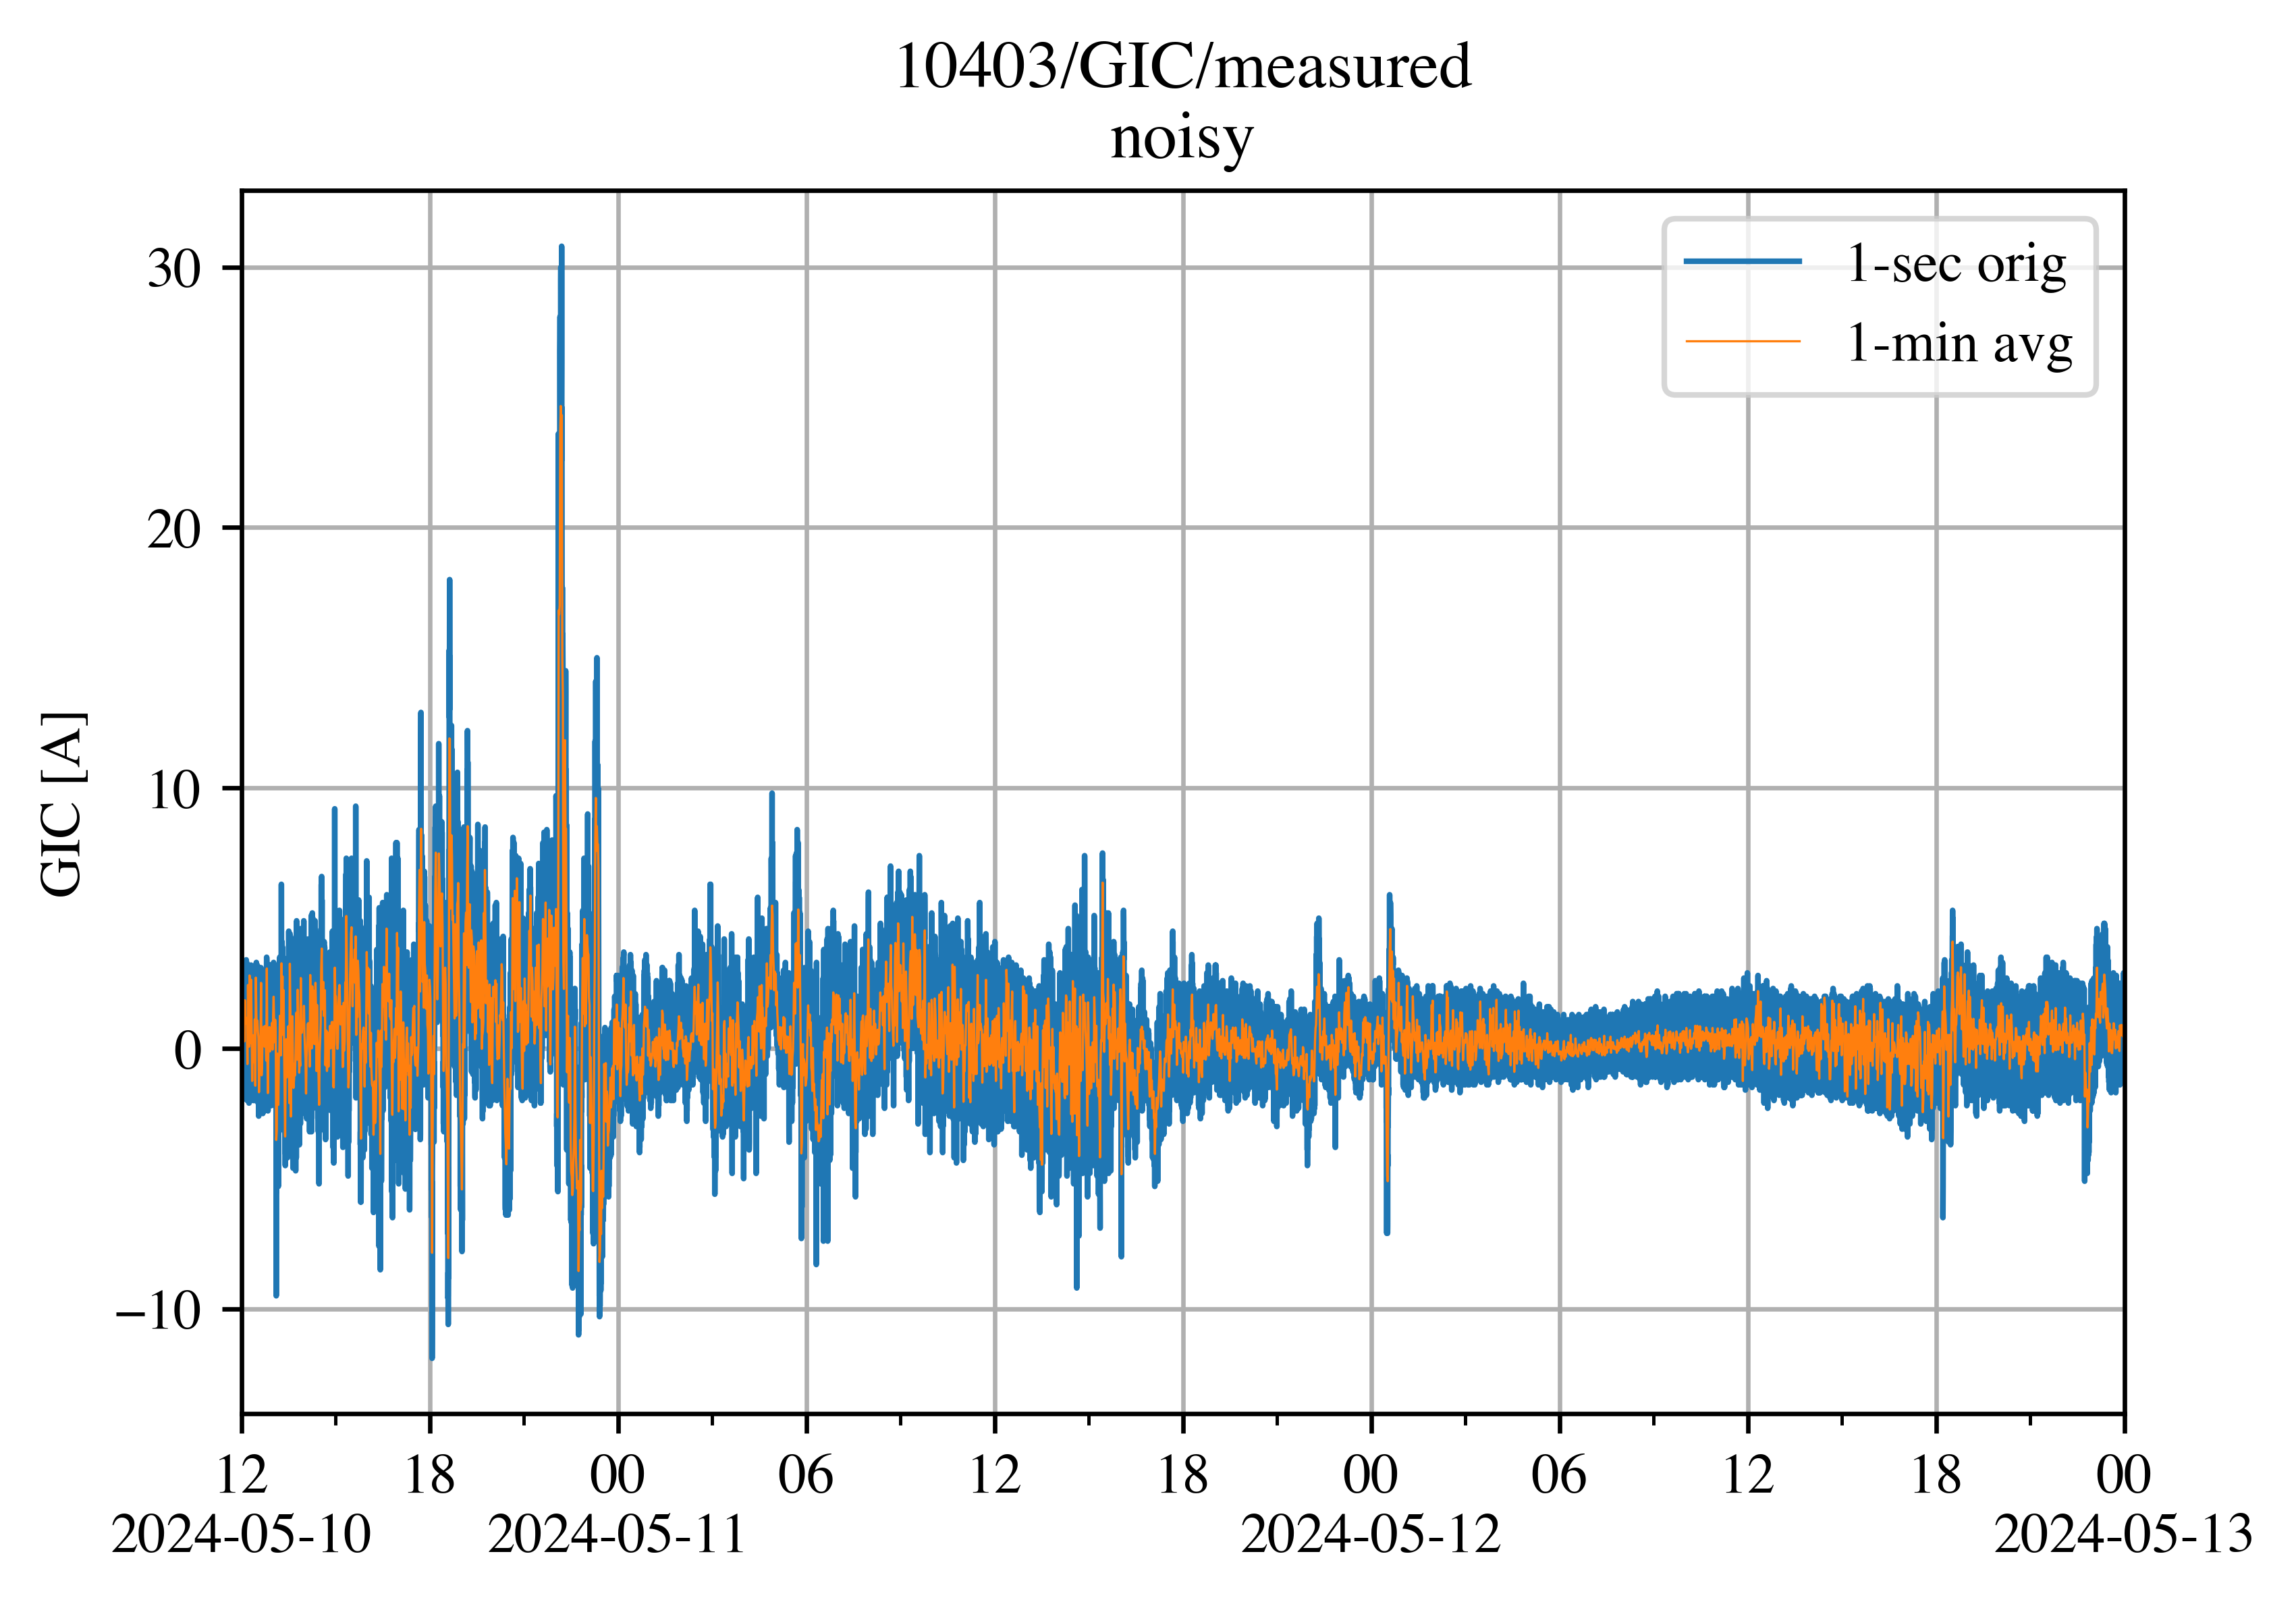 10403/GIC/measured
noisy
1-sec orig
1-min avg
GIC [A]
30
20
10
0
−10
12 18 00 06 12 18 00 06 12 18 00
2024-05-10 2024-05-11 2024-05-12 2024-05-13